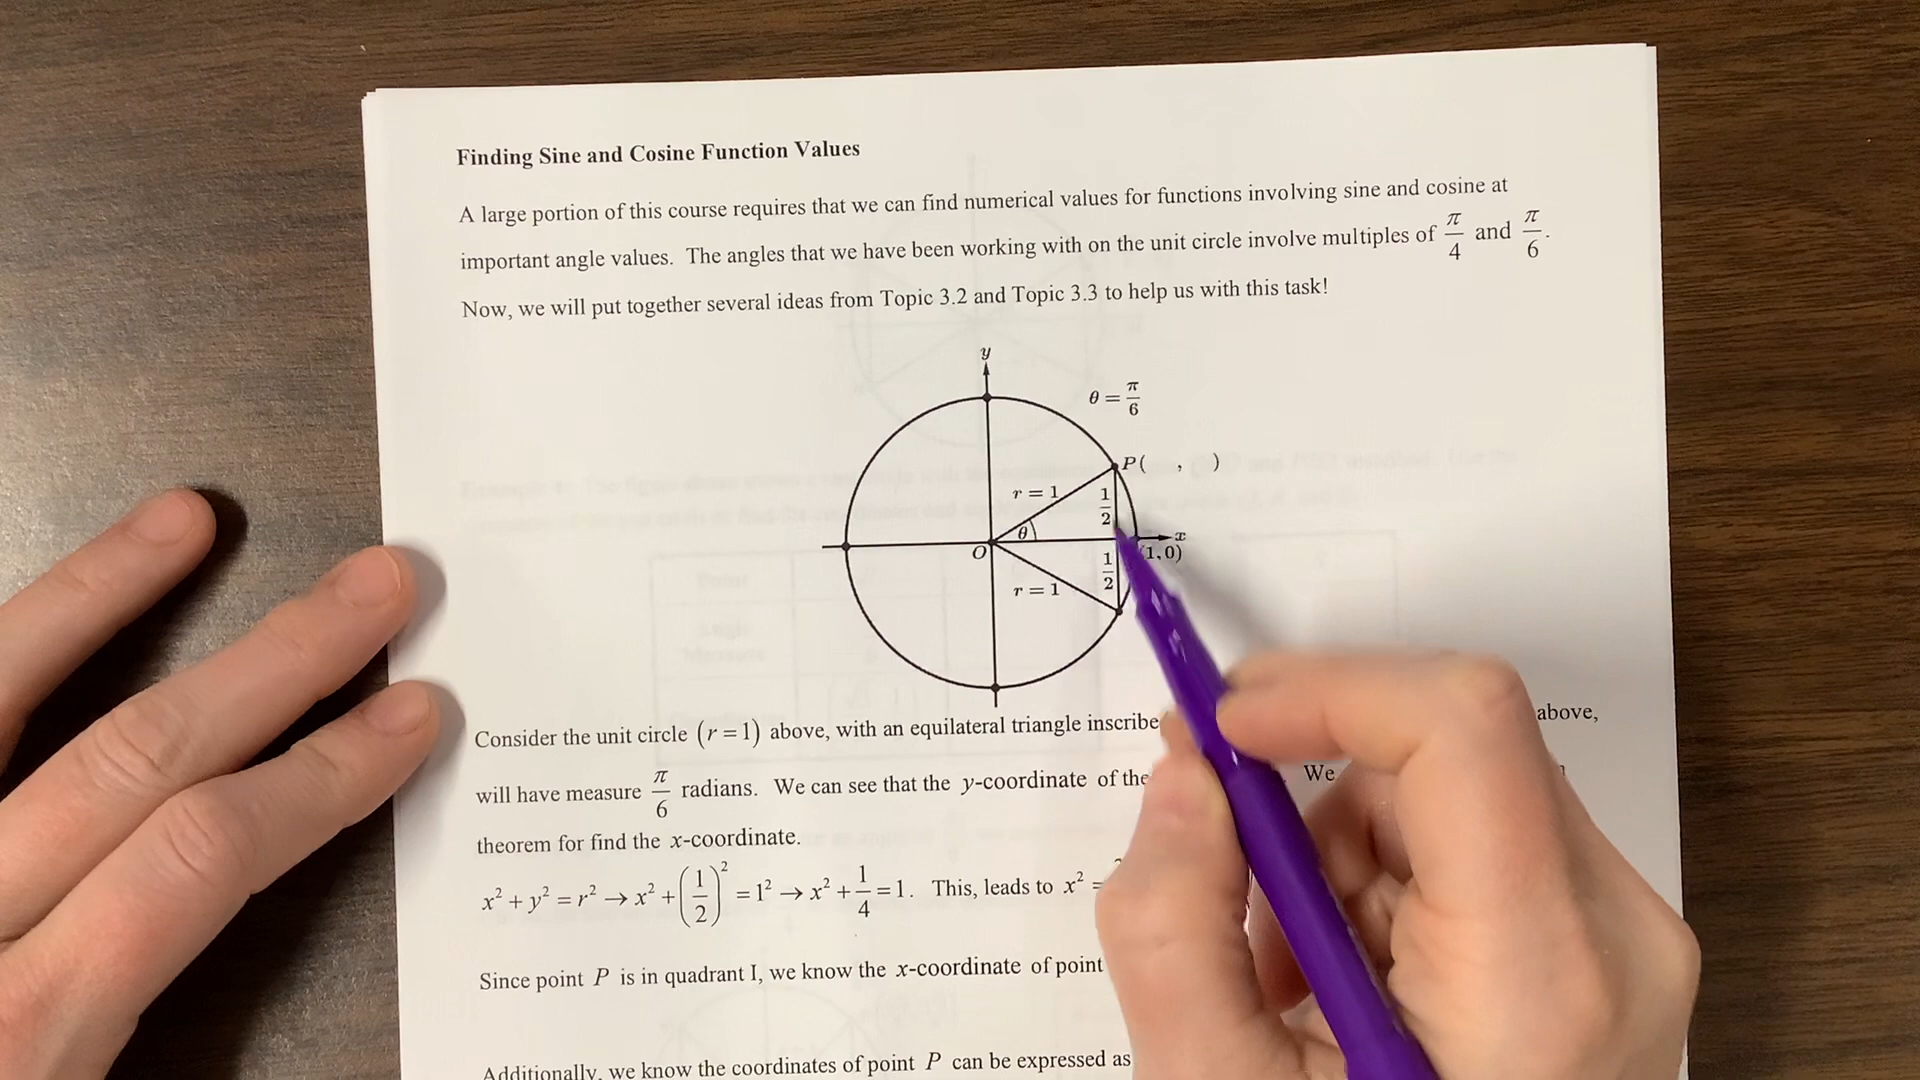 Finding Sine and Cosine Function Values
A large portion of this course requires that we can find numerical values for functions involving sine and cosine at
important angle values. The angles that we have been working with on the unit circle involve multiples of π/4 and π/6.
Now, we will put together several ideas from Topic 3.2 and Topic 3.3 to help us with this task!
y
θ = π/6
P( , )
r = 1
1/2
θ
x
O
1,0)
1/2
r = 1
Consider the unit circle (r = 1) above, with an equilateral triangle inscribe above,
will have measure π/6 radians. We can see that the y-coordinate of the We
theorem for find the x-coordinate.
x² + y² = r² → x² + (1/2)² = 1² → x² + 1/4 = 1. This, leads to x² =
Since point P is in quadrant I, we know the x-coordinate of point
Additionally, we know the coordinates of point P can be expressed as